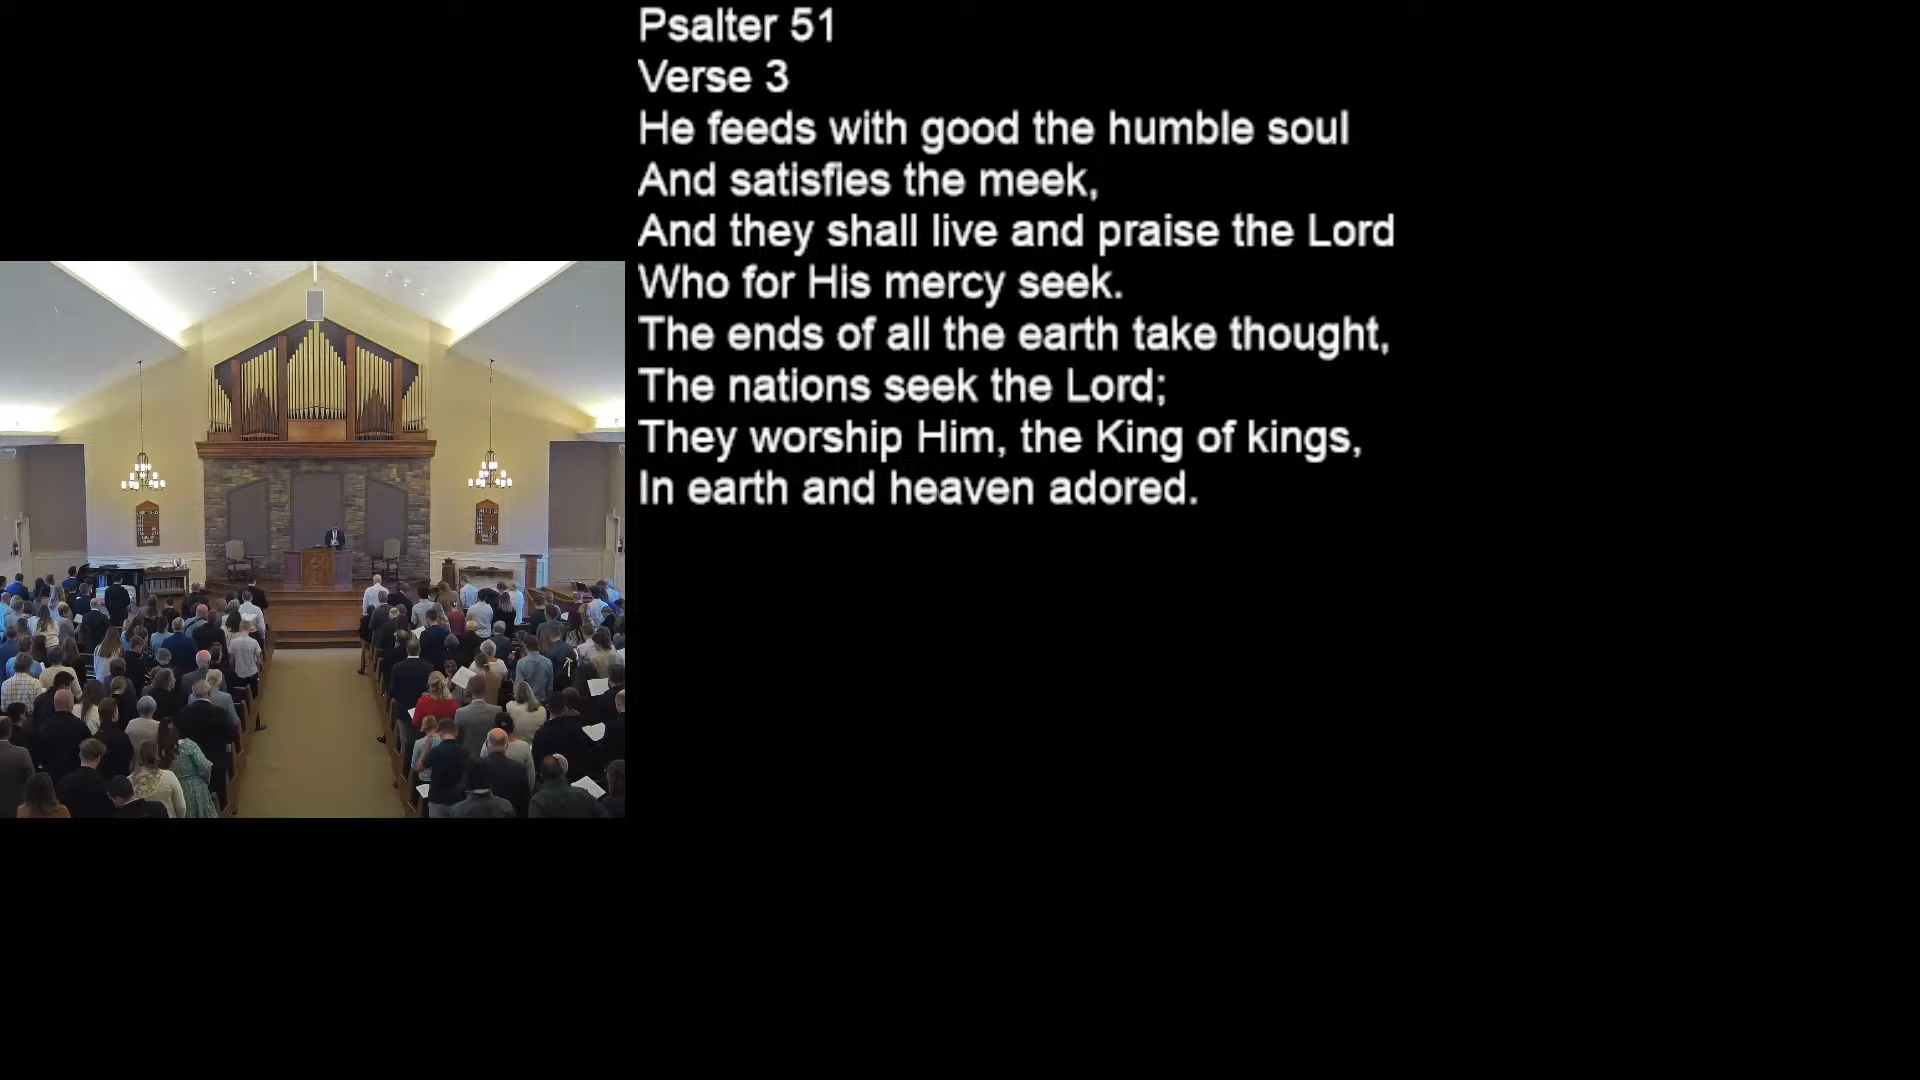 Psalter 51
Verse 3
He feeds with good the humble soul
And satisfies the meek,
And they shall live and praise the Lord
Who for His mercy seek.
The ends of all the earth take thought,
The nations seek the Lord;
They worship Him, the King of kings,
In earth and heaven adored.